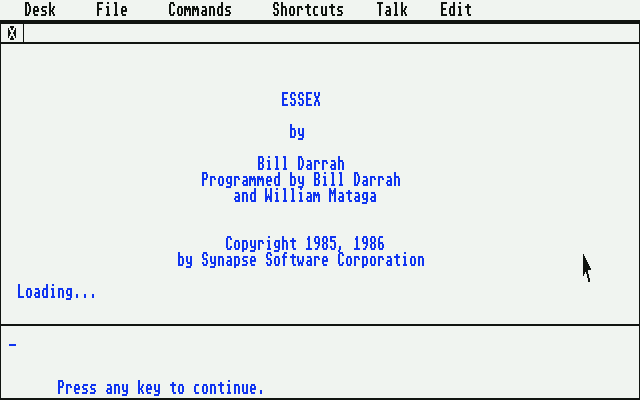 Desk File Commands Shortcuts Talk Edit
ESSEX
by
Bill Darrah
Programmed by Bill Darrah
and William Mataga
Copyright 1985, 1986
by Synapse Software Corporation
Loading...
_
Press any key to continue.